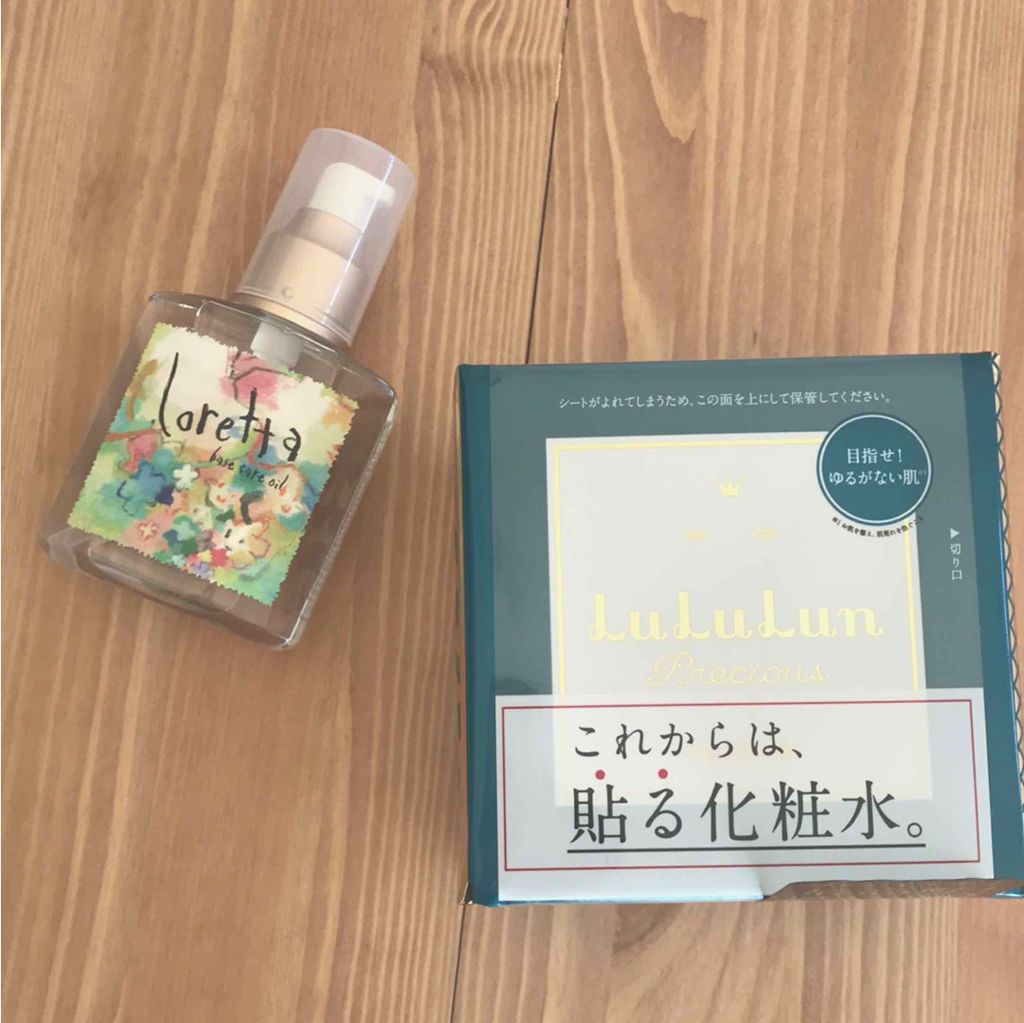 loretta
base care oil
シートがよれてしまうため、この面を上にして保管してください。
目指せ!
ゆるがない肌
▶切り口
LuLuLun
Precious
これからは、
貼る化粧水。